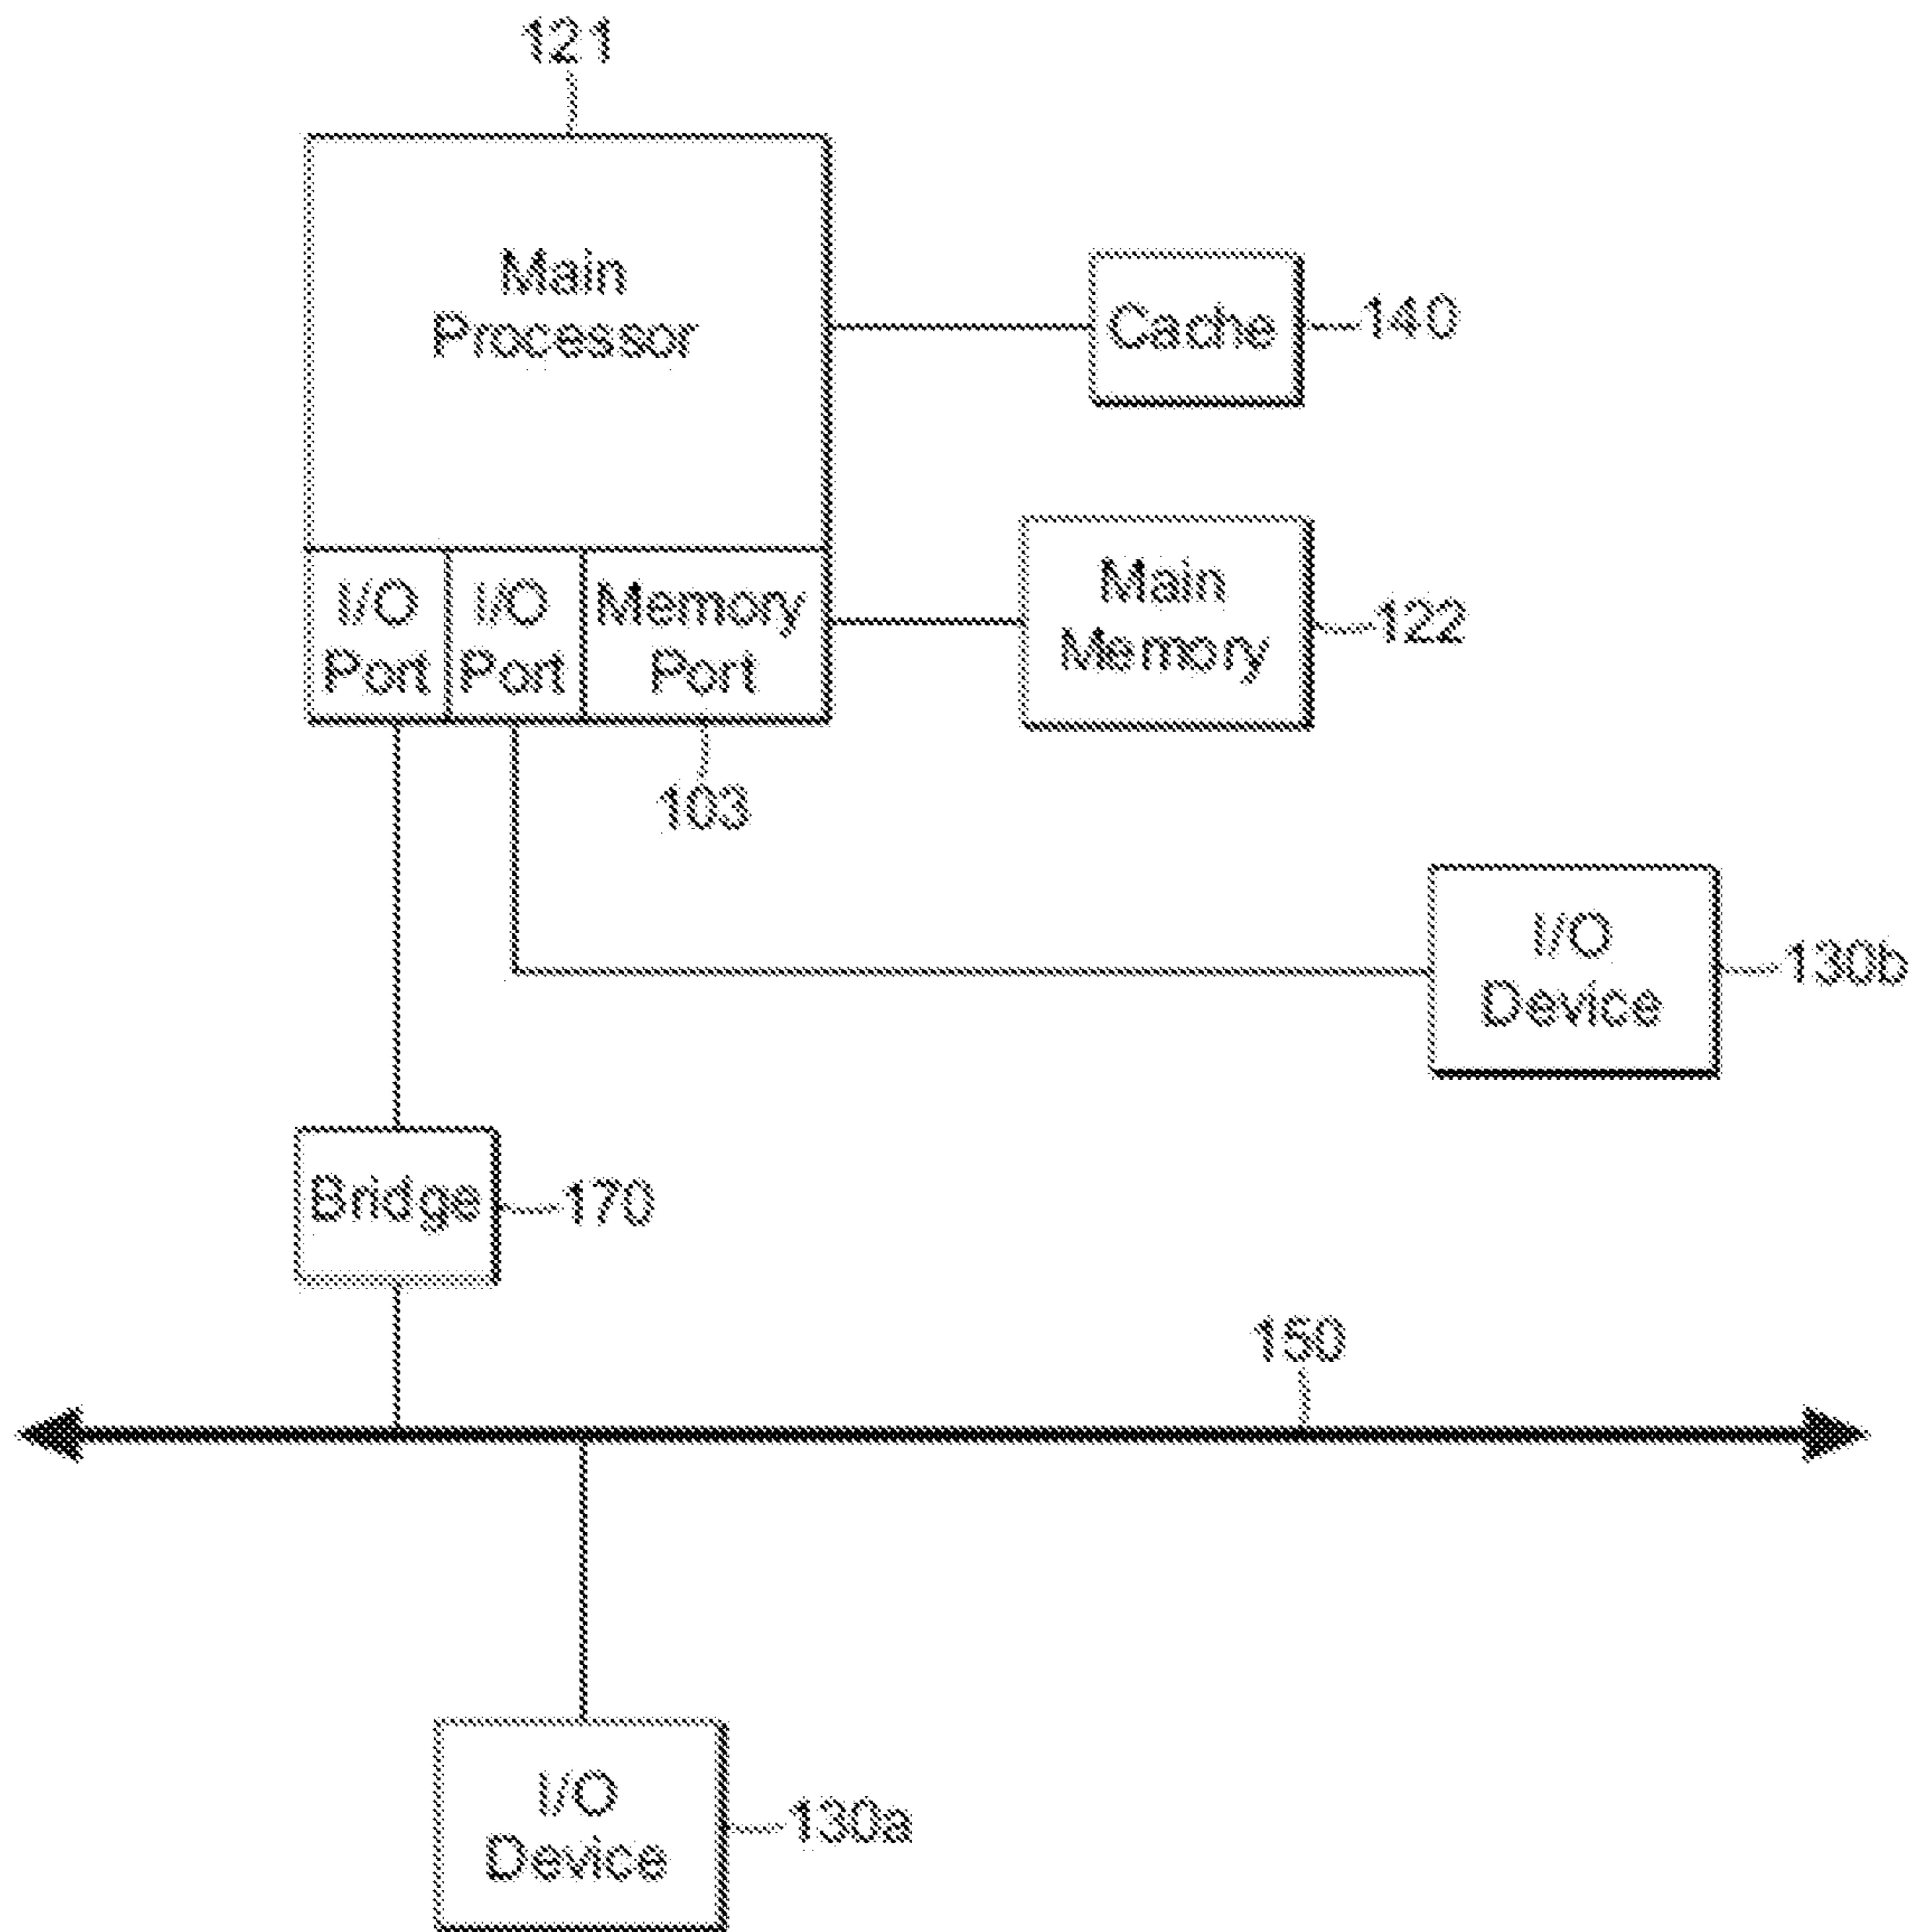 121
Main
Processor
Cache
140
I/O
Port
I/O
Port
Memory
Port
Main
Memory
122
103
I/O
Device
130b
Bridge
170
150
I/O
Device
130a